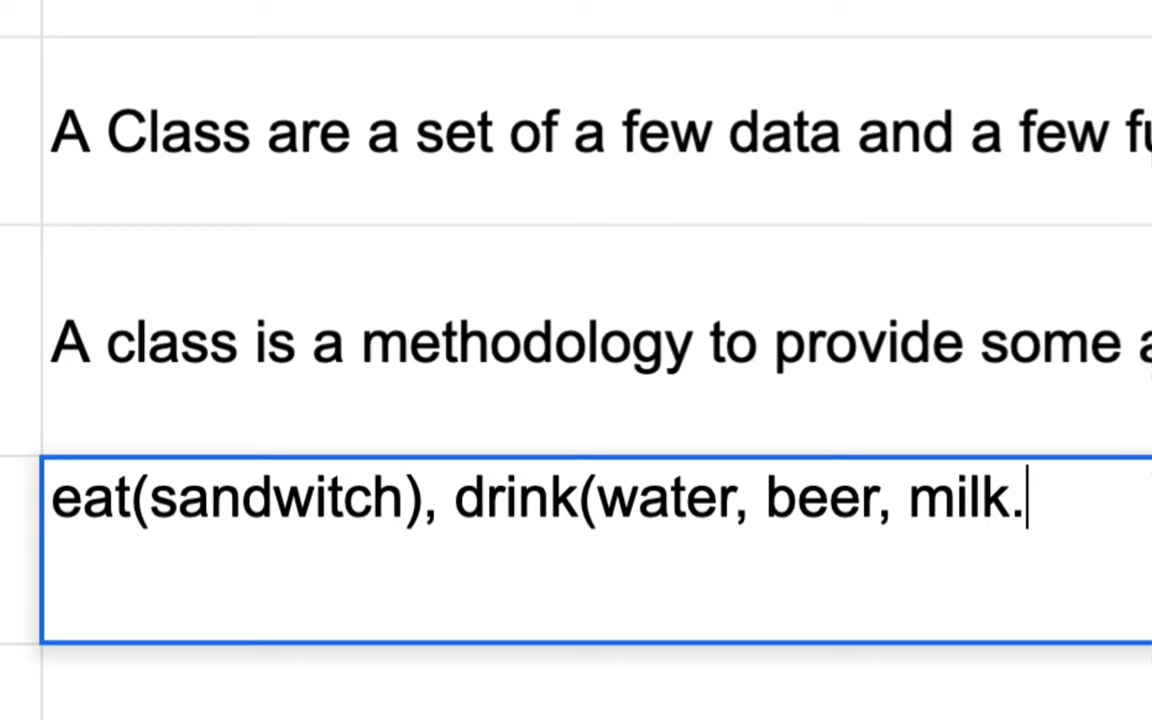 A Class are a set of a few data and a few
A class is a methodology to provide some
eat(sandwitch), drink(water, beer, milk.